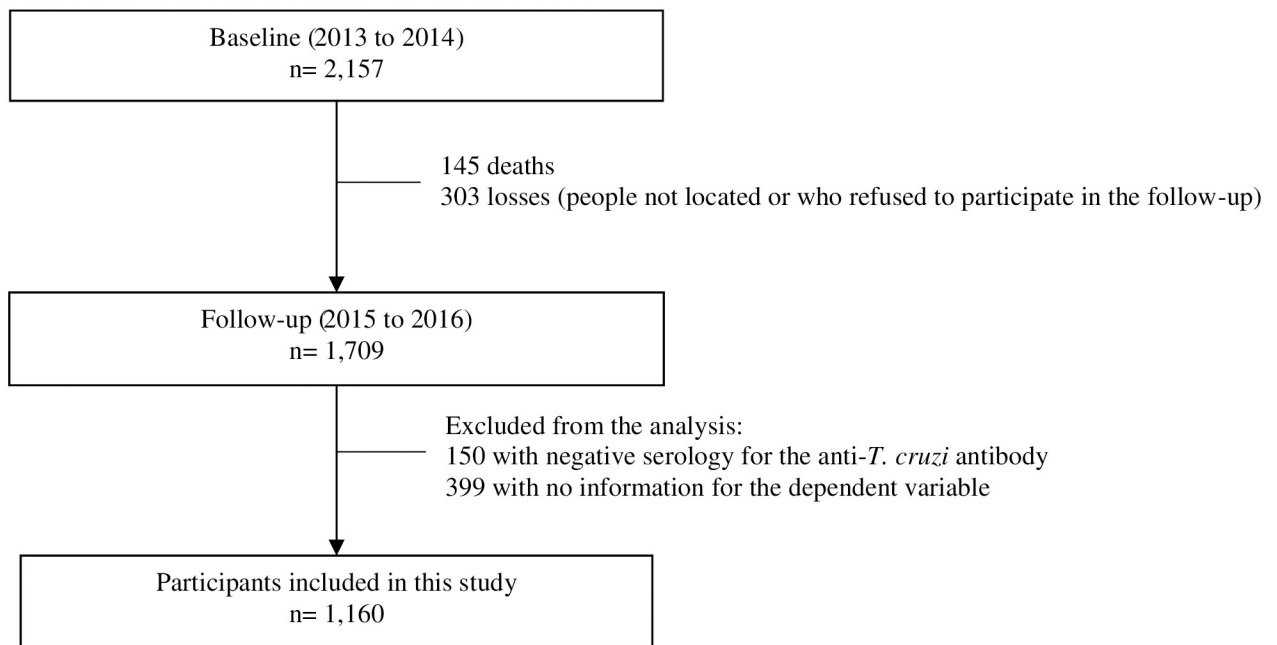 Baseline (2013 to 2014)
n= 2,157
145 deaths
303 losses (people not located or who refused to participate in the follow-up)
Follow-up (2015 to 2016)
n= 1,709
Excluded from the analysis:
150 with negative serology for the anti-T. cruzi antibody
399 with no information for the dependent variable
Participants included in this study
n= 1,160